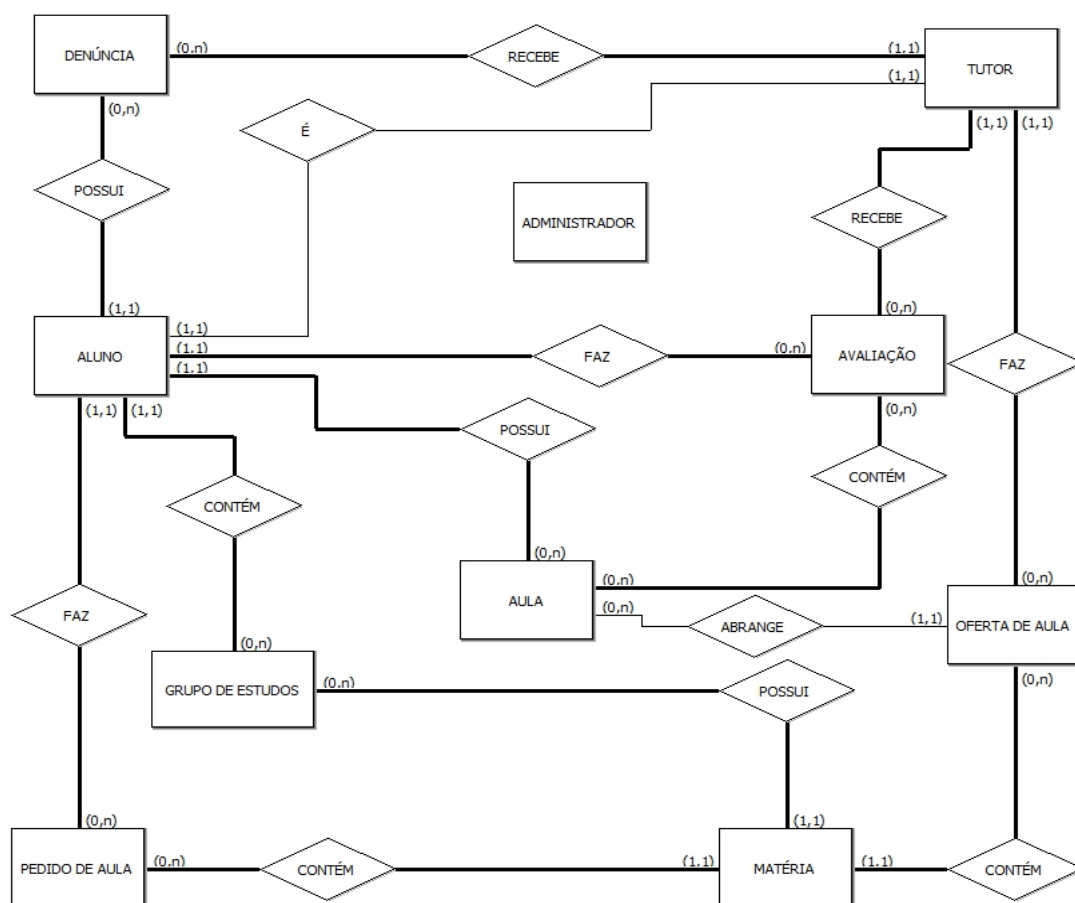 DENÚNCIA
(0.n)
RECEBE
(1.1)
TUTOR
(1,1)
(0,n)
É
(1,1)
(1,1)
POSSUI
ADMINISTRADOR
RECEBE
(1,1)
(1,1)
(0,n)
ALUNO
(1.1)
FAZ
(0.n)
AVALIAÇÃO
FAZ
(1.1)
(1,1)
(1,1)
(0,n)
POSSUI
CONTÉM
CONTÉM
(0,n)
(0.n)
(0,n)
AULA
(0,n)
FAZ
ABRANGE
(1,1)
OFERTA DE AULA
(0,n)
(0,n)
GRUPO DE ESTUDOS
(0.n)
POSSUI
(0,n)
(1,1)
PEDIDO DE AULA
(0.n)
CONTÉM
(1.1)
MATÉRIA
(1.1)
CONTÉM